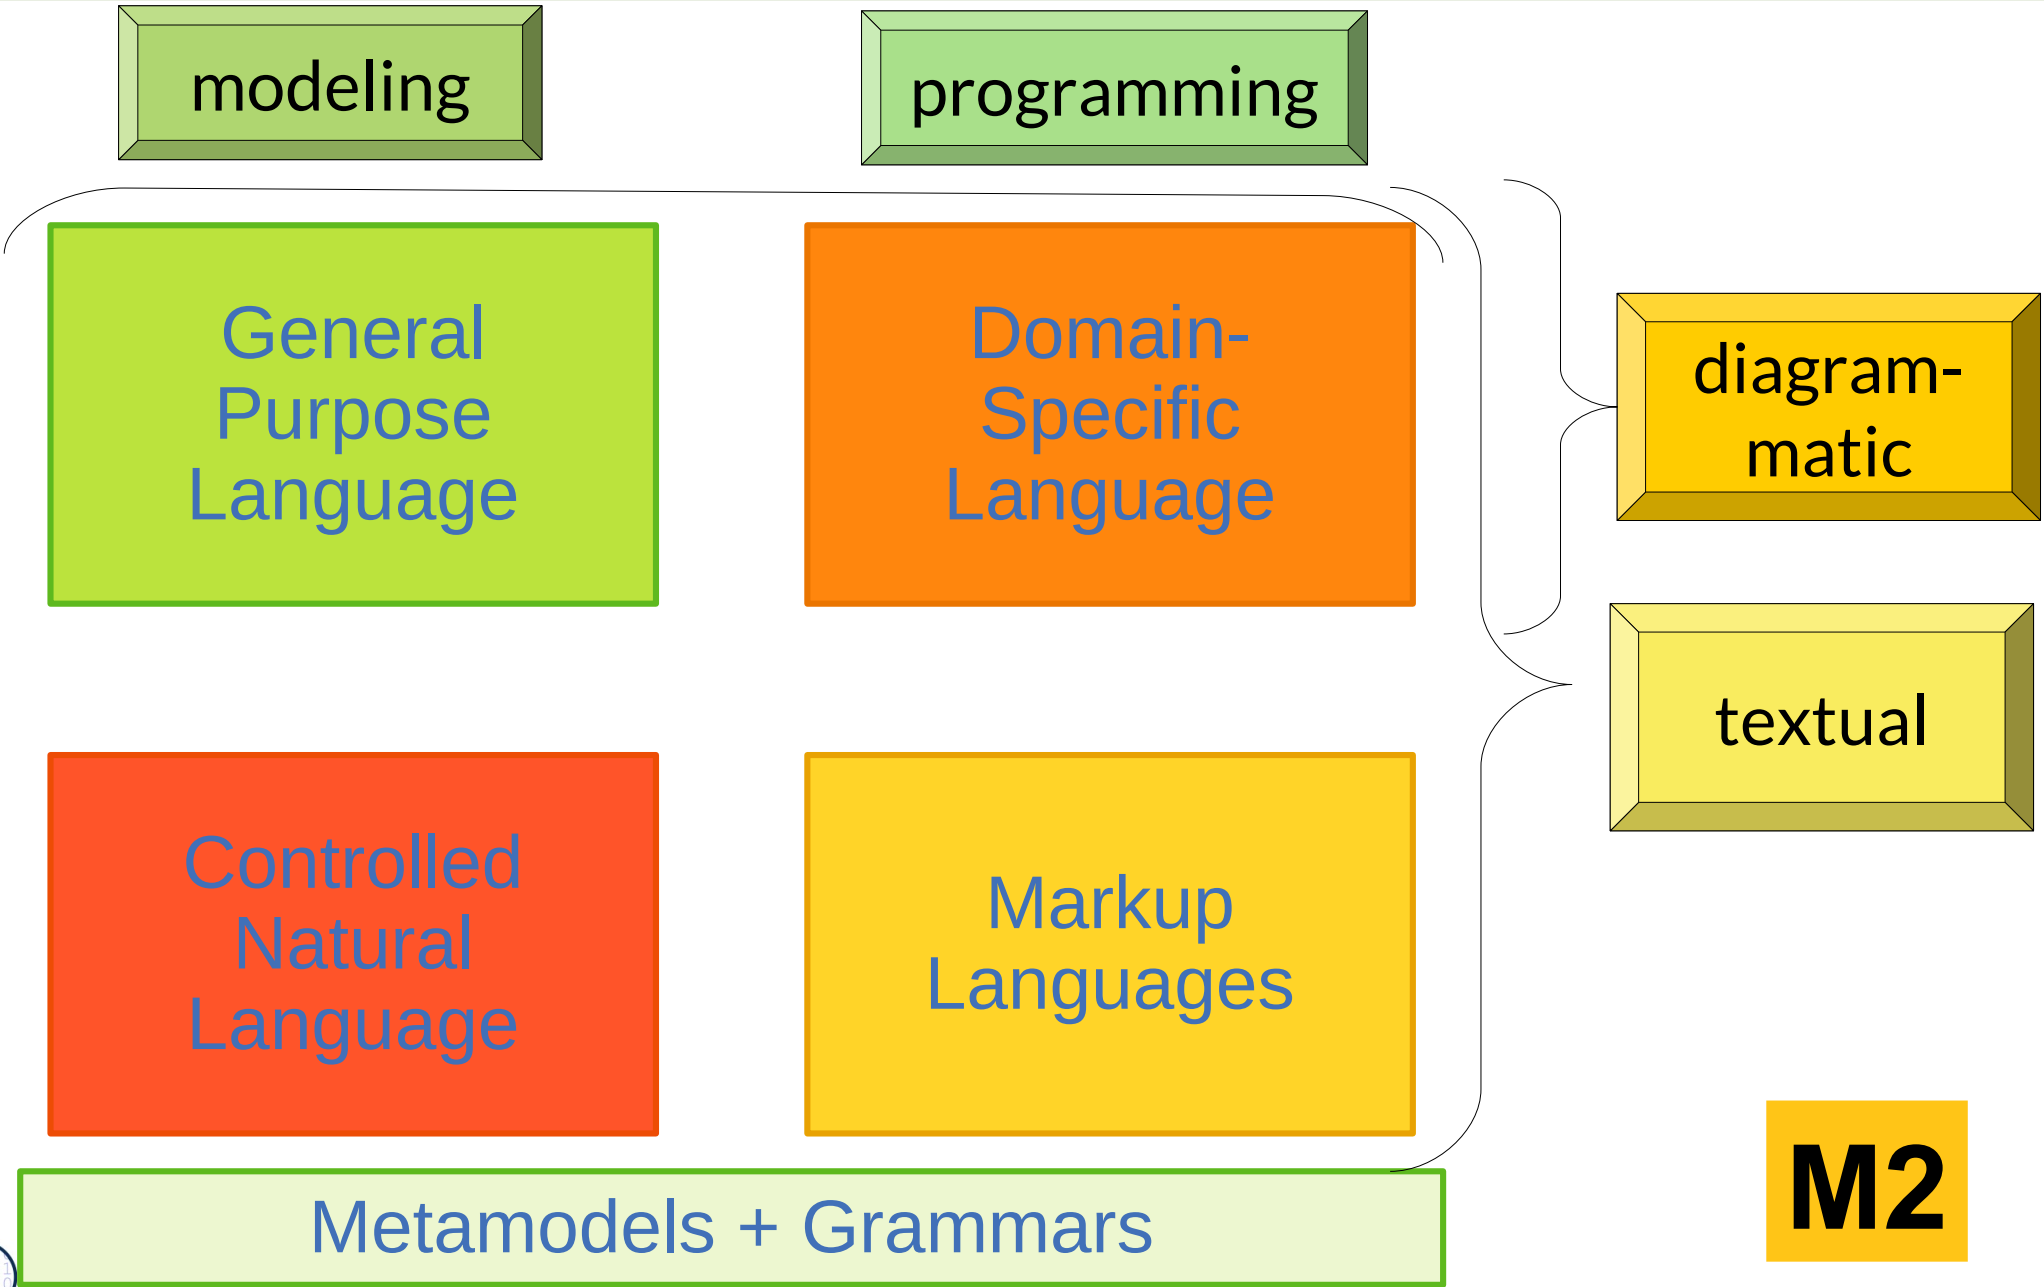 modeling
programming
General
Purpose
Language
Domain-
Specific
Language
diagram-
matic
textual
Controlled
Natural
Language
Markup
Languages
M2
Metamodels + Grammars